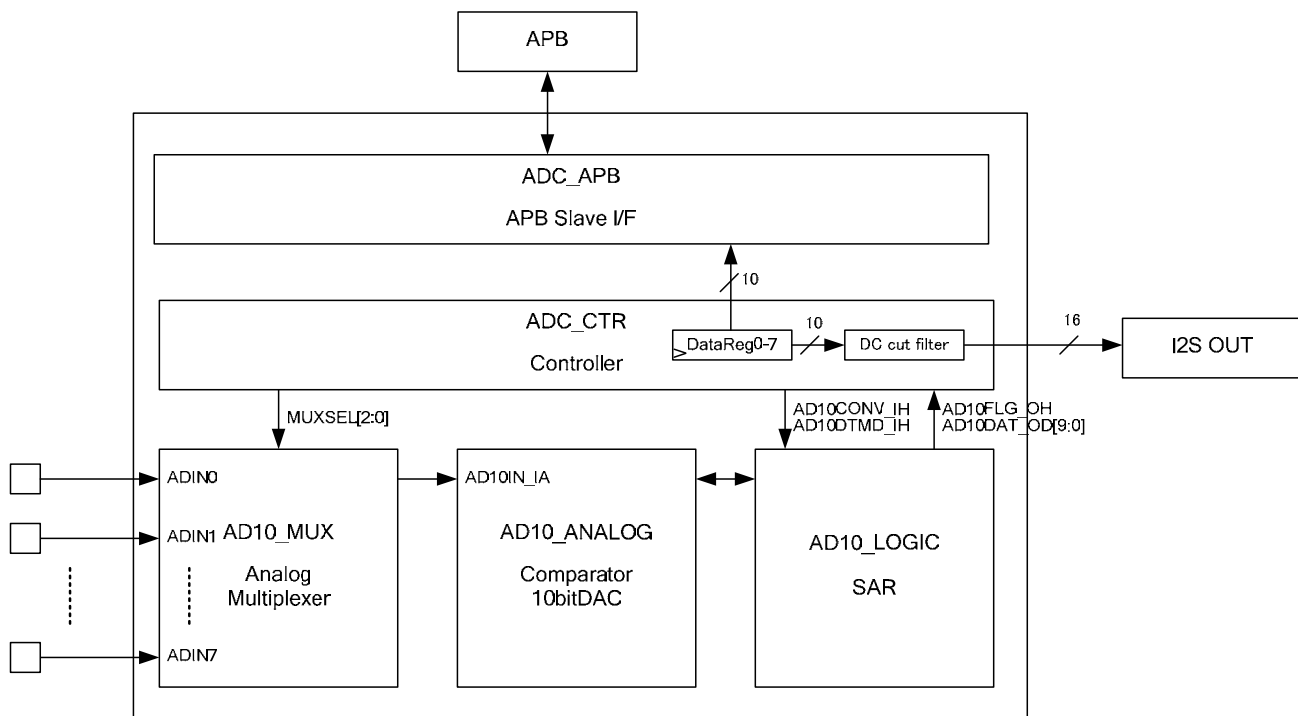 APB
ADC_APB
APB Slave I/F
10
ADC_CTR
Controller
DataReg0-7
10
DC cut filter
16
I2S OUT
MUXSEL[2:0]
AD10CONV_IH
AD10DTMD_IH
AD10FLG_OH
AD10DAT_OD[9:0]
ADIN0
ADIN1
ADIN7
AD10_MUX
Analog
Multiplexer
AD10IN_IA
AD10_ANALOG
Comparator
10bitDAC
AD10_LOGIC
SAR